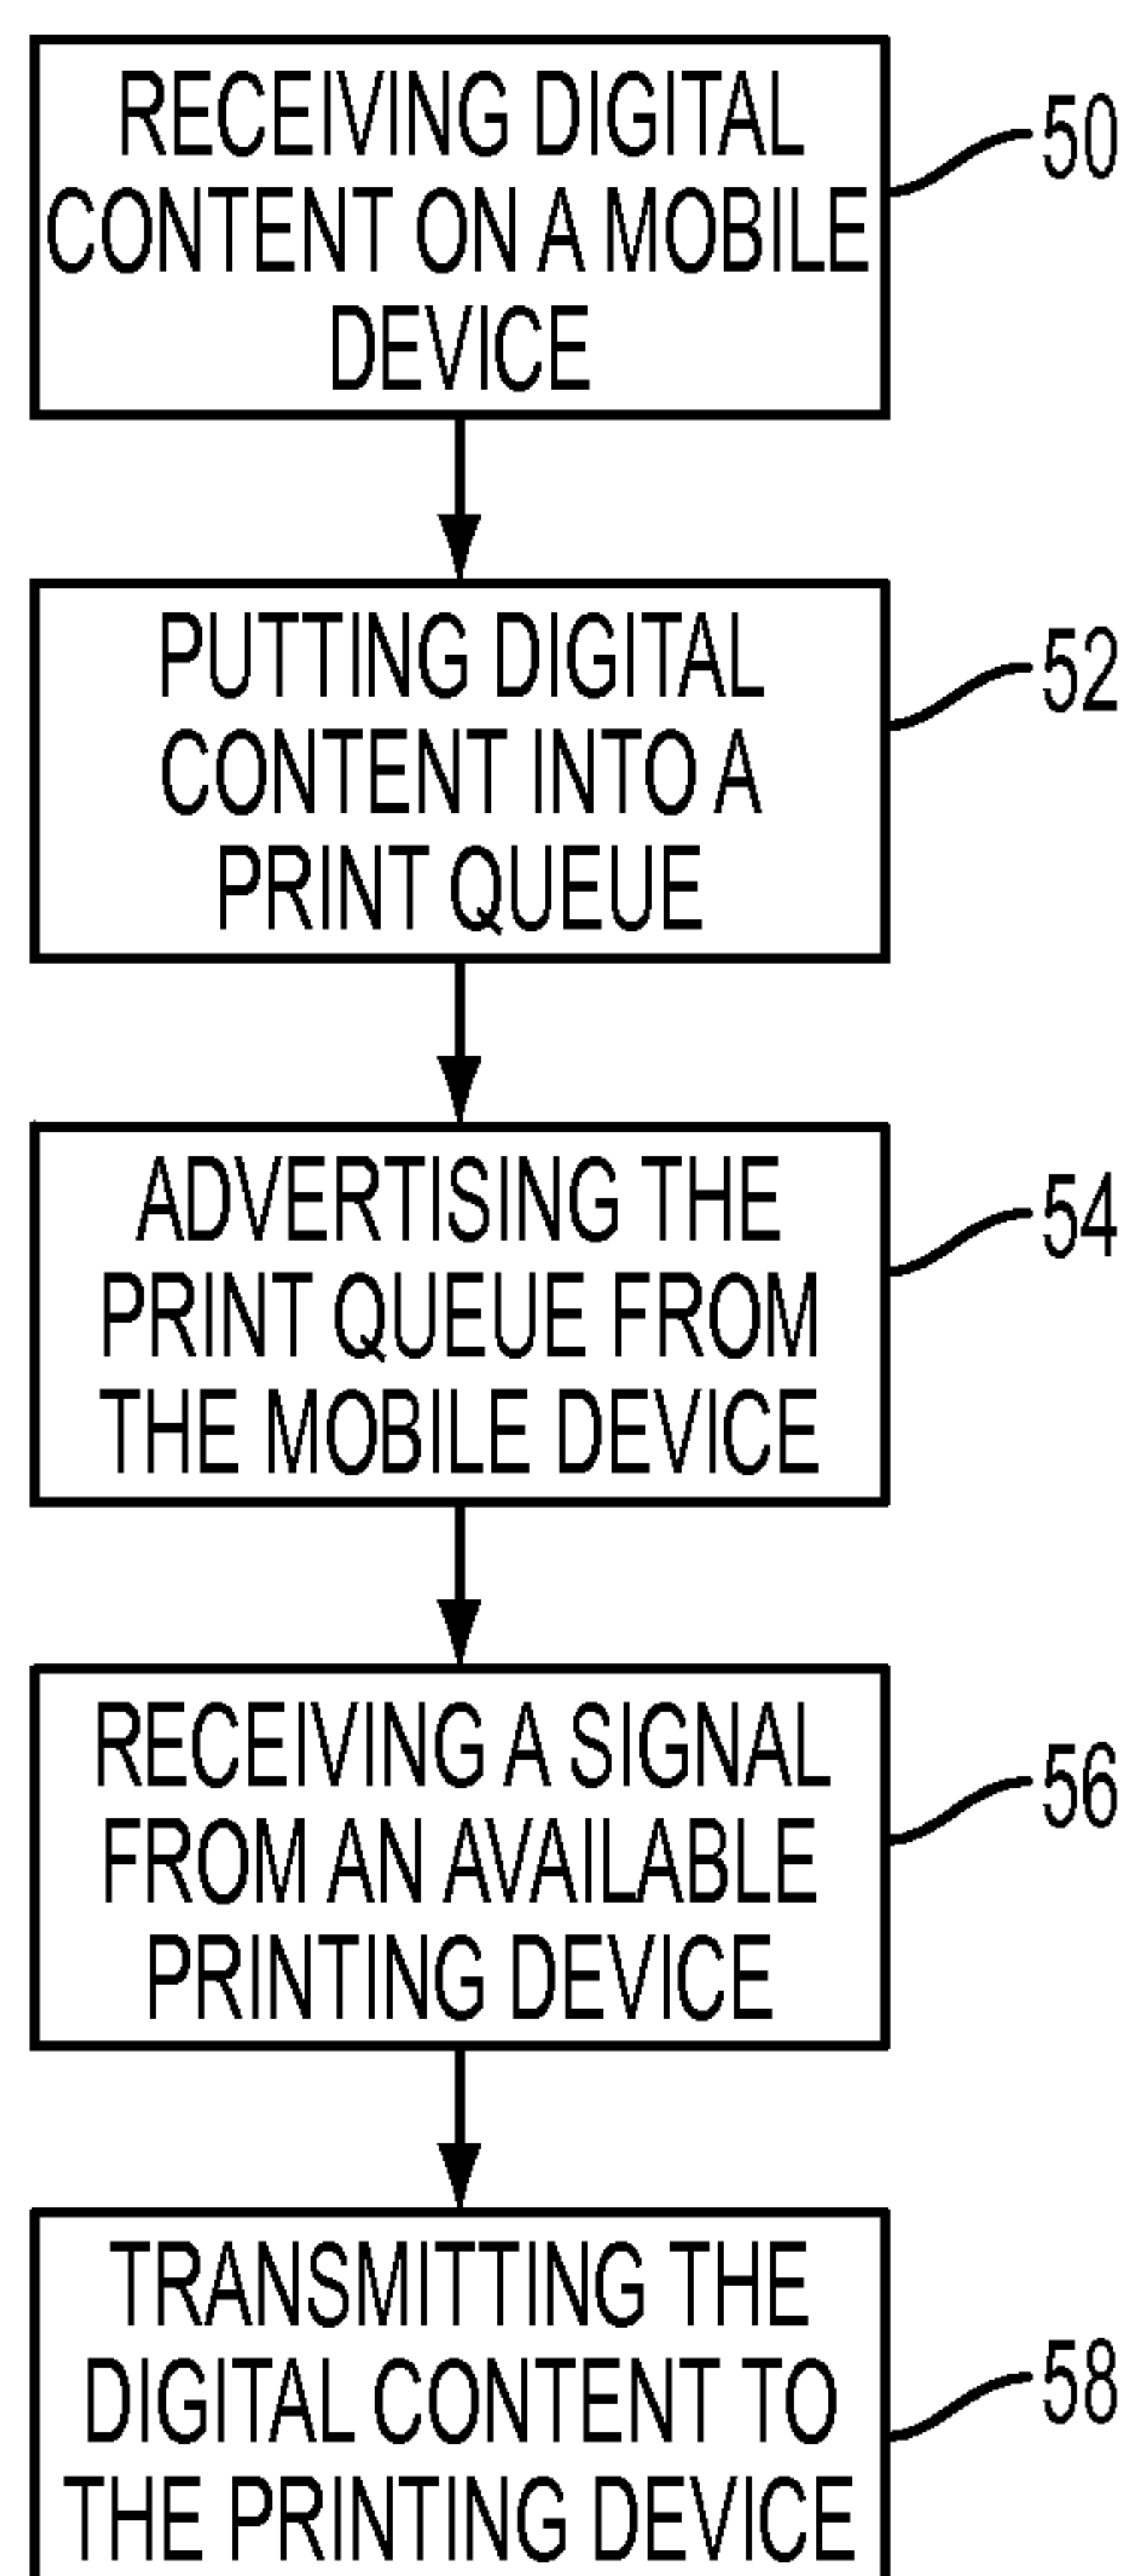 RECEIVING DIGITAL
CONTENT ON A MOBILE
DEVICE
50
PUTTING DIGITAL
CONTENT INTO A
PRINT QUEUE
52
ADVERTISING THE
PRINT QUEUE FROM
THE MOBILE DEVICE
54
RECEIVING A SIGNAL
FROM AN AVAILABLE
PRINTING DEVICE
56
TRANSMITTING THE
DIGITAL CONTENT TO
THE PRINTING DEVICE
58